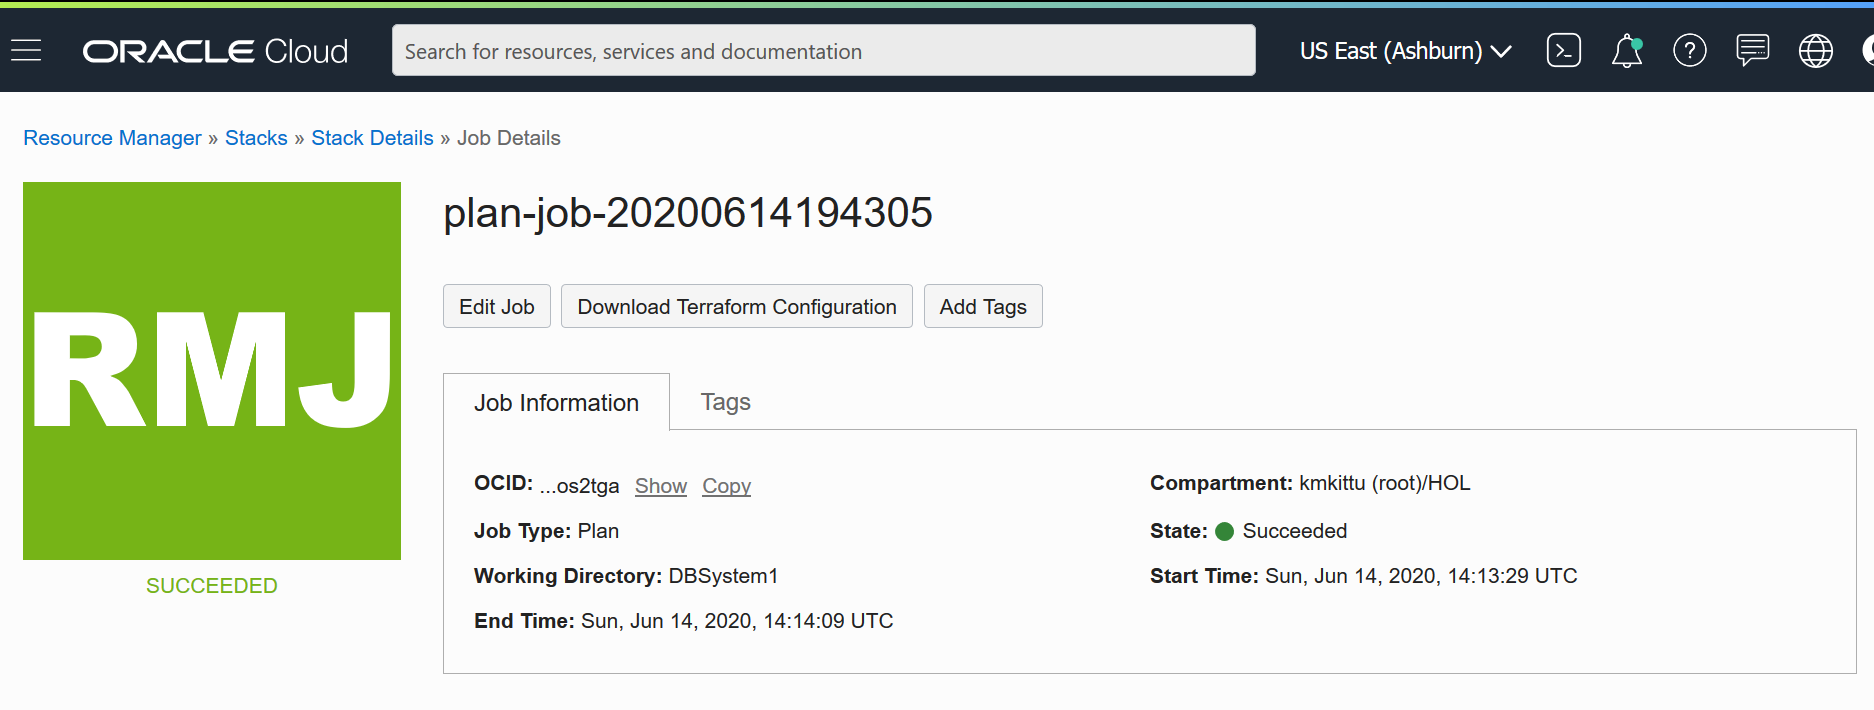 ORACLE Cloud
Search for resources, services and documentation
US East (Ashburn)
Resource Manager » Stacks » Stack Details » Job Details
RMJ
SUCCEEDED
plan-job-20200614194305
Edit Job
Download Terraform Configuration
Add Tags
Job Information
Tags
OCID: ...os2tga Show Copy
Compartment: kmkittu (root)/HOL
Job Type: Plan
State: Succeeded
Working Directory: DBSystem1
Start Time: Sun, Jun 14, 2020, 14:13:29 UTC
End Time: Sun, Jun 14, 2020, 14:14:09 UTC